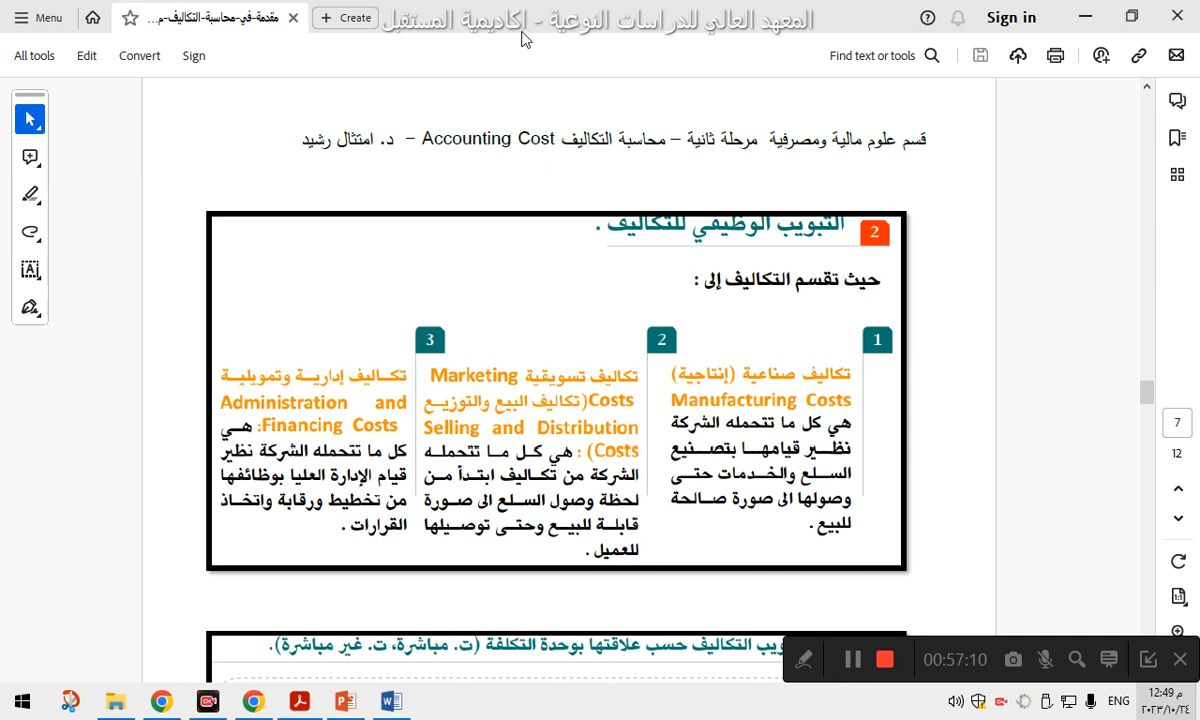 Menu
مقدمة-في-محاسبة-التكاليف-م...
Create
المعهد العالي للدراسات النوعية - إكاديمية المستقبل
Sign in
All tools
Edit
Convert
Sign
Find text or tools
قسم علوم مالية ومصرفية مرحلة ثانية – محاسبة التكاليف Accounting Cost – د. امتثال رشيد
2
التبويب الوظيفي للتكاليف .
حيث تقسم التكاليف إلى :
1
تكاليف صناعية (إنتاجية)
Manufacturing Costs
هي كل ما تتحمله الشركة
نظير قيامها بتصنيع
السلع والخدمات حتى
وصولها الى صورة صالحة
للبيع .
2
تكاليف تسويقية Marketing
Costs(تكاليف البيع والتوزيع
Selling and Distribution
Costs) : هي كل ما تتحمله
الشركة من تكاليف ابتدأ من
لحظة وصول السلع الى صورة
قابلة للبيع وحتى توصيلها
للعميل .
3
تكاليف إدارية وتمويلية
Administration and
Financing Costs: هي
كل ما تتحمله الشركة نظير
قيام الإدارة العليا بوظائفها
من تخطيط ورقابة واتخاذ
القرارات .
ويب التكاليف حسب علاقتها بوحدة التكلفة (ت. مباشرة، ت. غير مباشرة).
7
12
00:57:10
ENG
12:49 م
٢٠٢٣/١٠/٢٤